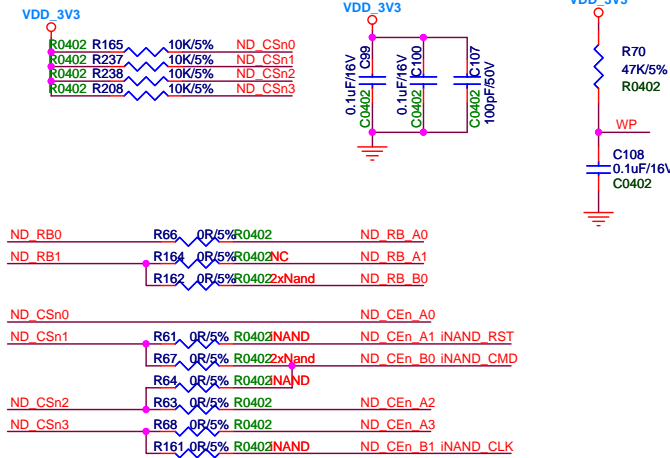 VDD_3V3
R0402 R165 10K/5% ND_CSn0
R0402 R237 10K/5% ND_CSn1
R0402 R238 10K/5% ND_CSn2
R0402 R208 10K/5% ND_CSn3
VDD_3V3
C99
0.1uF/16V
C0402
C100
0.1uF/16V
C0402
C107
100pF/50V
C0402
VDD_3V3
R70
47K/5%
R0402
WP
C108
0.1uF/16V
C0402
ND_RB0 R66 0R/5% R0402 ND_RB_A0
ND_RB1 R164 0R/5% R0402 NC ND_RB_A1
R162 0R/5% R0402 2xNand ND_RB_B0
ND_CSn0 ND_CEn_A0
ND_CSn1 R61 0R/5% R0402 iNAND ND_CEn_A1 iNAND_RST
R67 0R/5% R0402 2xNand ND_CEn_B0 iNAND_CMD
R64 0R/5% R0402 iNAND
ND_CSn2 R63 0R/5% R0402 ND_CEn_A2
ND_CSn3 R68 0R/5% R0402 ND_CEn_A3
R161 0R/5% R0402 iNAND ND_CEn_B1 iNAND_CLK